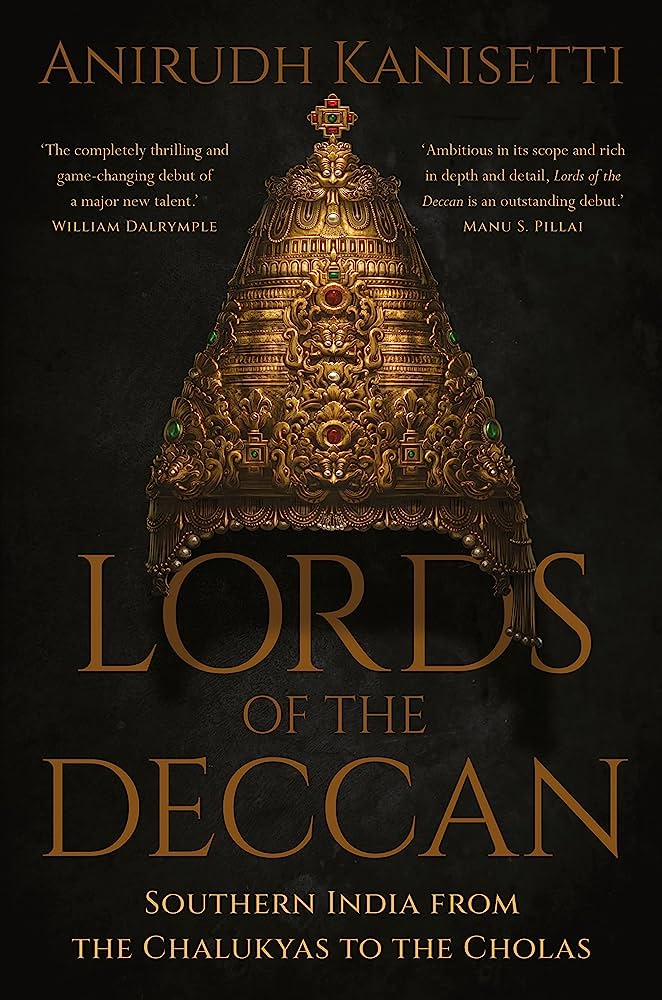 ANIRUDH KANISETTI
‘The completely thrilling and
game-changing debut of
a major new talent.’
WILLIAM DALRYMPLE
‘Ambitious in its scope and rich
in depth and detail, Lords of the
Deccan is an outstanding debut.’
MANU S. PILLAI
LORDS
OF THE
DECCAN
SOUTHERN INDIA FROM
THE CHALUKYAS TO THE CHOLAS